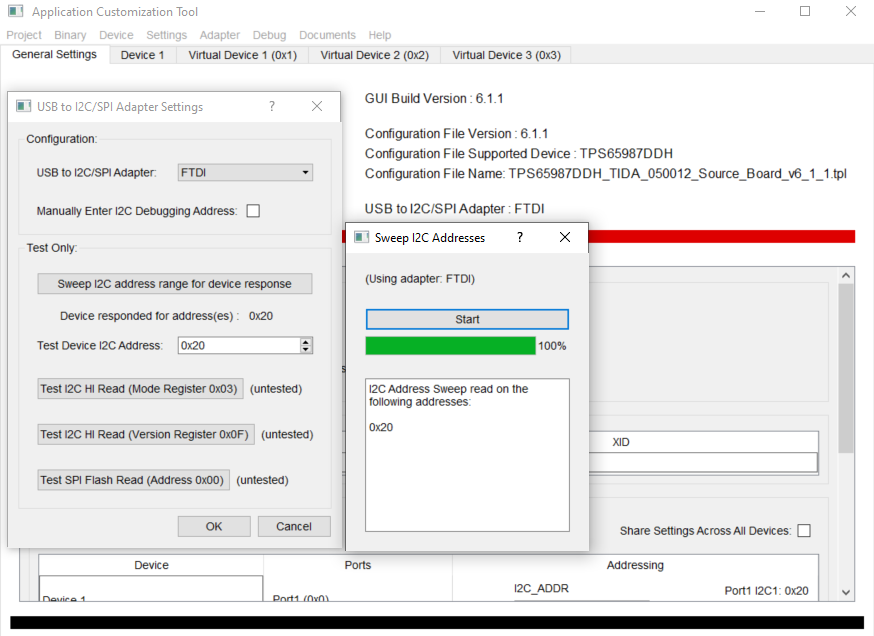 Application Customization Tool
Project Binary Device Settings Adapter Debug Documents Help
General Settings Device 1 Virtual Device 1 (0x1) Virtual Device 2 (0x2) Virtual Device 3 (0x3)
GUI Build Version : 6.1.1
Configuration File Version : 6.1.1
Configuration File Supported Device : TPS65987DDH
Configuration File Name: TPS65987DDH_TIDA_050012_Source_Board_v6_1_1.tpl
USB to I2C/SPI Adapter : FTDI
USB to I2C/SPI Adapter Settings ?
Configuration:
USB to I2C/SPI Adapter: FTDI
Manually Enter I2C Debugging Address:
Test Only:
Sweep I2C address range for device response
Device responded for address(es) : 0x20
Test Device I2C Address: 0x20
Test I2C HI Read (Mode Register 0x03) (untested)
Test I2C HI Read (Version Register 0x0F) (untested)
Test SPI Flash Read (Address 0x00) (untested)
OK Cancel
Sweep I2C Addresses ?
(Using adapter: FTDI)
Start
100%
I2C Address Sweep read on the
following addresses:
0x20
XID
Share Settings Across All Devices:
Device Ports Addressing
Device 1 Port1 (0x0) I2C_ADDR Port1 I2C1: 0x20